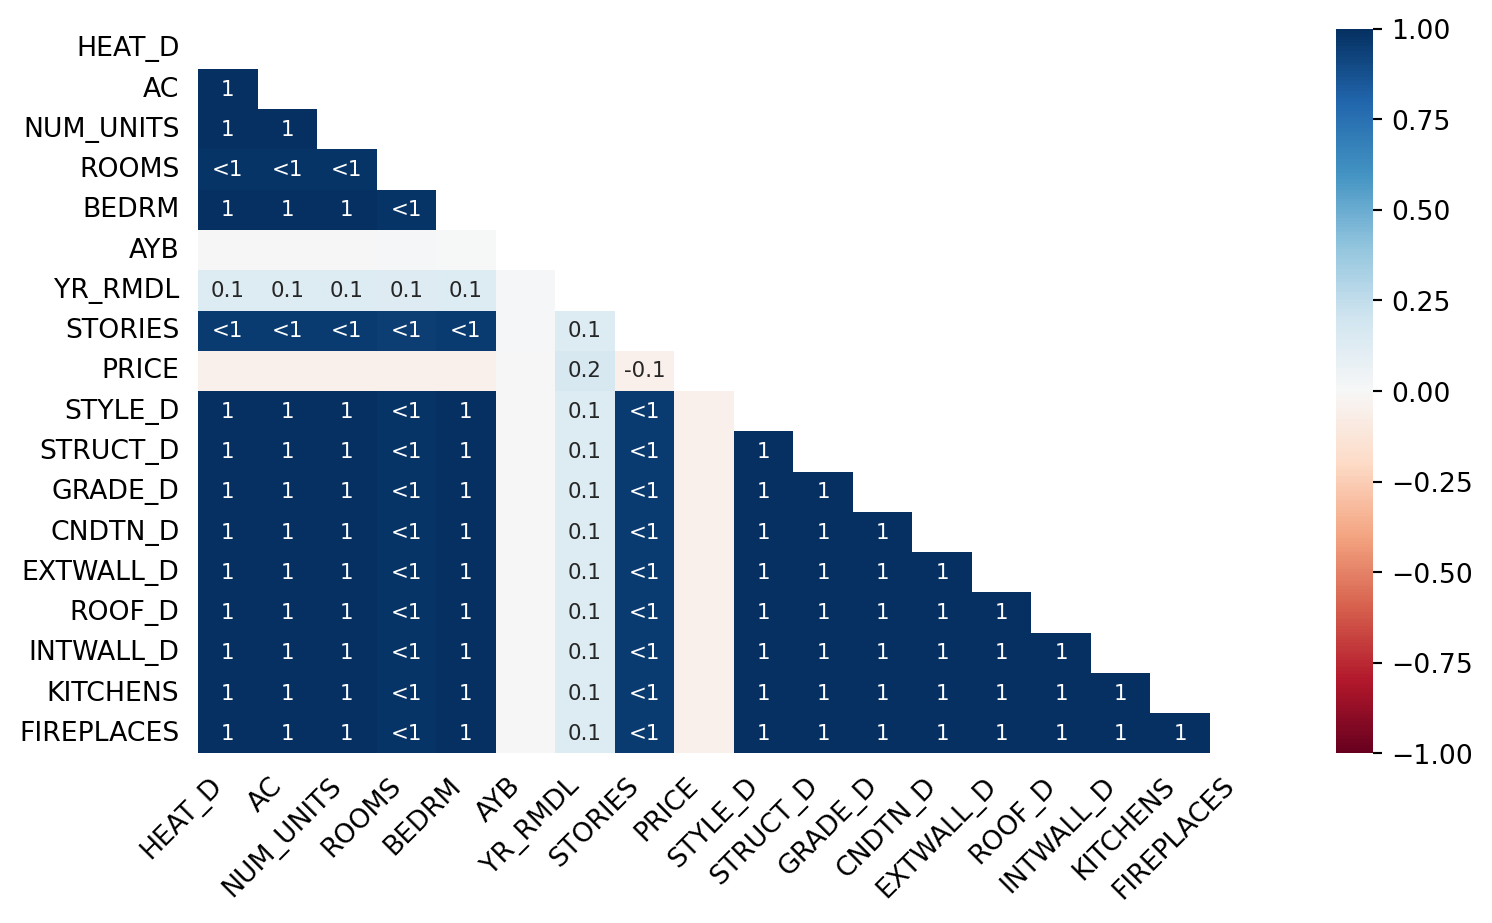 HEAT_D
AC 1
NUM_UNITS 1 1
ROOMS <1 <1 <1
BEDRM 1 1 1 <1
AYB
YR_RMDL 0.1 0.1 0.1 0.1 0.1
STORIES <1 <1 <1 <1 <1 0.1
PRICE 0.2 -0.1
STYLE_D 1 1 1 <1 1 0.1 <1
STRUCT_D 1 1 1 <1 1 0.1 <1 1
GRADE_D 1 1 1 <1 1 0.1 <1 1 1
CNDTN_D 1 1 1 <1 1 0.1 <1 1 1 1
EXTWALL_D 1 1 1 <1 1 0.1 <1 1 1 1 1
ROOF_D 1 1 1 <1 1 0.1 <1 1 1 1 1 1
INTWALL_D 1 1 1 <1 1 0.1 <1 1 1 1 1 1 1
KITCHENS 1 1 1 <1 1 0.1 <1 1 1 1 1 1 1 1
FIREPLACES 1 1 1 <1 1 0.1 <1 1 1 1 1 1 1 1 1
HEAT_D
AC
NUM_UNITS
ROOMS
BEDRM
AYB
YR_RMDL
STORIES
PRICE
STYLE_D
STRUCT_D
GRADE_D
CNDTN_D
EXTWALL_D
ROOF_D
INTWALL_D
KITCHENS
FIREPLACES
1.00
0.75
0.50
0.25
0.00
−0.25
−0.50
−0.75
−1.00